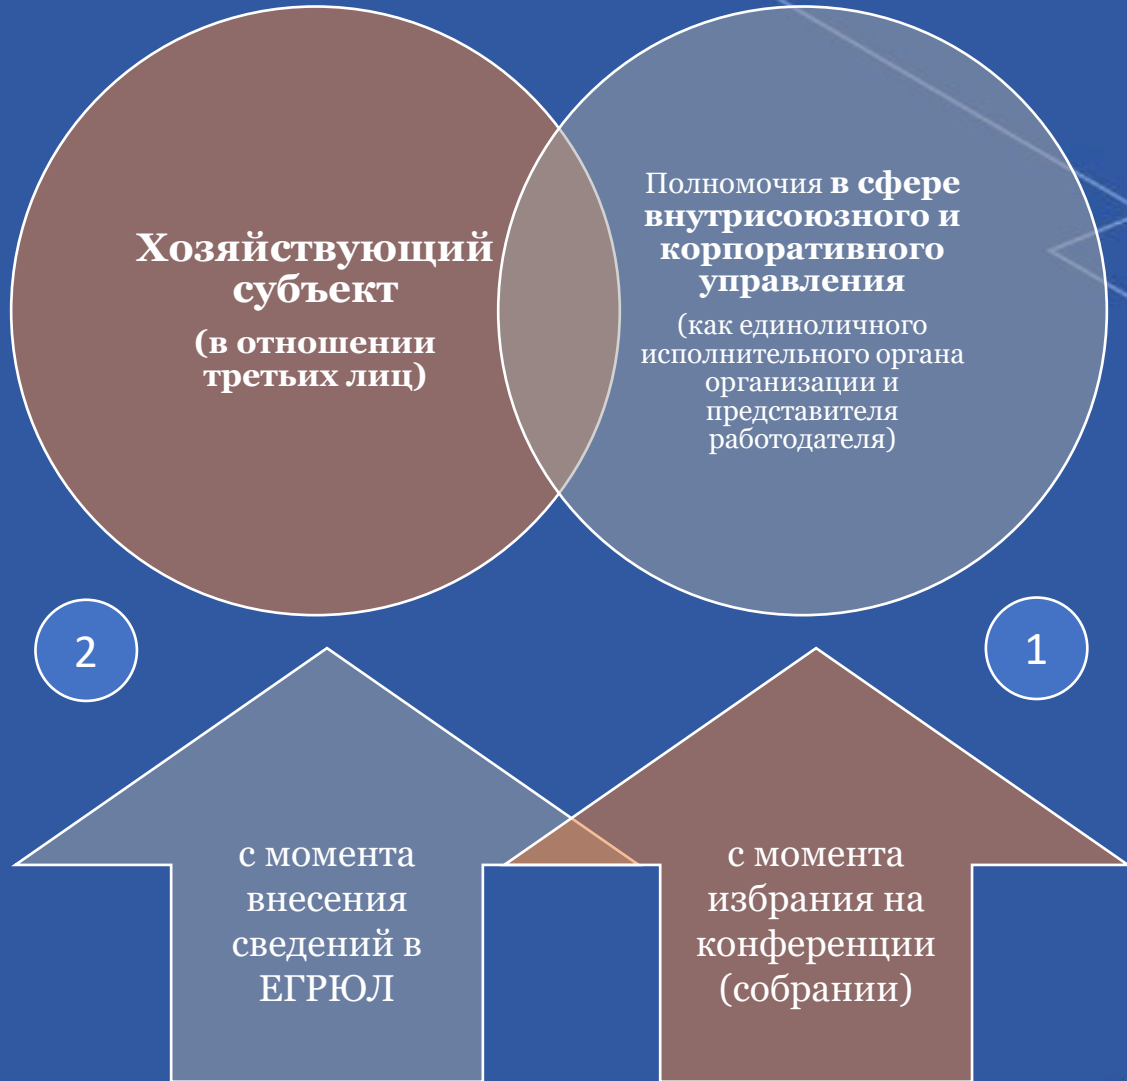 Хозяйствующий
субъект
(в отношении
третьих лиц)
Полномочия в сфере
внутрисоюзного и
корпоративного
управления
(как единоличного
исполнительного органа
организации и
представителя
работодателя)
2
1
с момента
внесения
сведений в
ЕГРЮЛ
с момента
избрания на
конференции
(собрании)